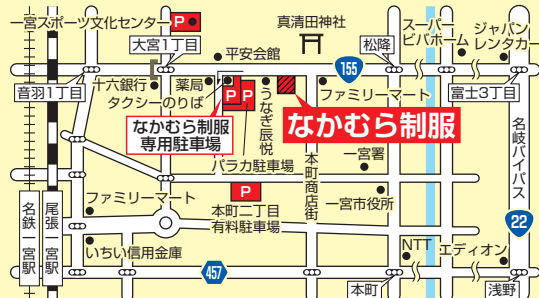 一宮スポーツ文化センター
P
真清田神社
スーパー
ビバホーム
ジャパン
レンタカー
大宮1丁目
平安会館
松降
155
音羽1丁目
十六銀行
薬局
タクシーのりば
P
P
うなぎ辰悦
ファミリーマート
富士3丁目
なかむら制服
専用駐車場
なかむら制服
パラカ駐車場
本町商店街
一宮署
名岐バイパス
P
一宮市役所
ファミリーマート
本町二丁目
有料駐車場
名鉄一宮駅
尾張一宮駅
22
いちい信用金庫
NTT
エディオン
457
本町
浅野